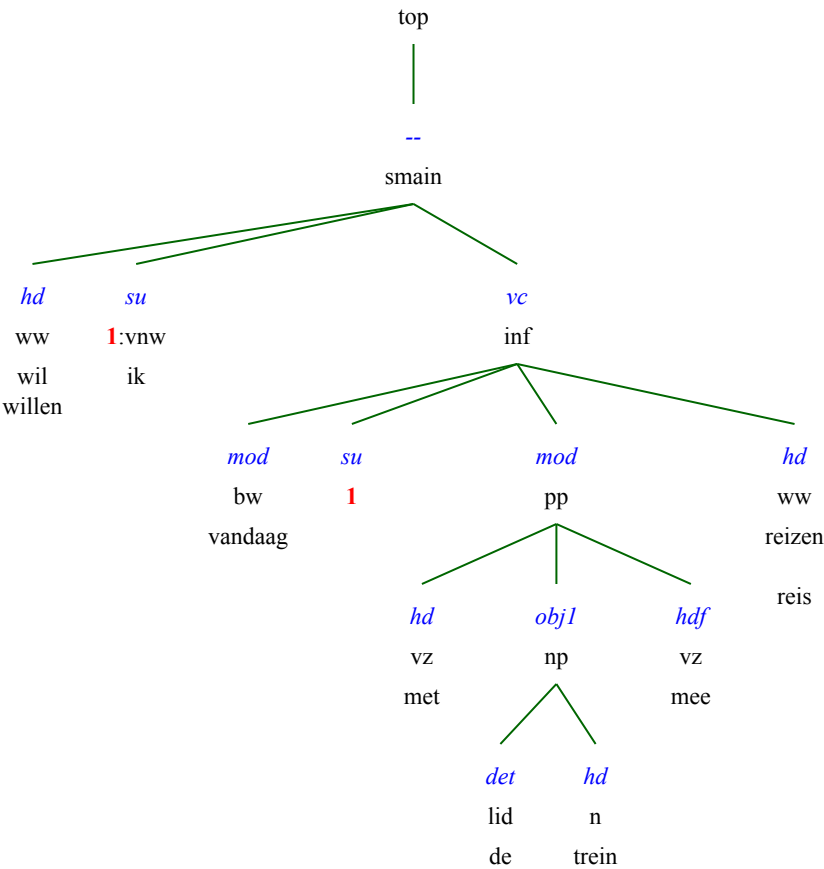 top
--
smain
hd su vc
ww 1:vnw inf
wil ik
willen
mod su mod hd
bw 1 pp ww
vandaag reizen
reis
hd obj1 hdf
vz np vz
met mee
det hd
lid n
de trein